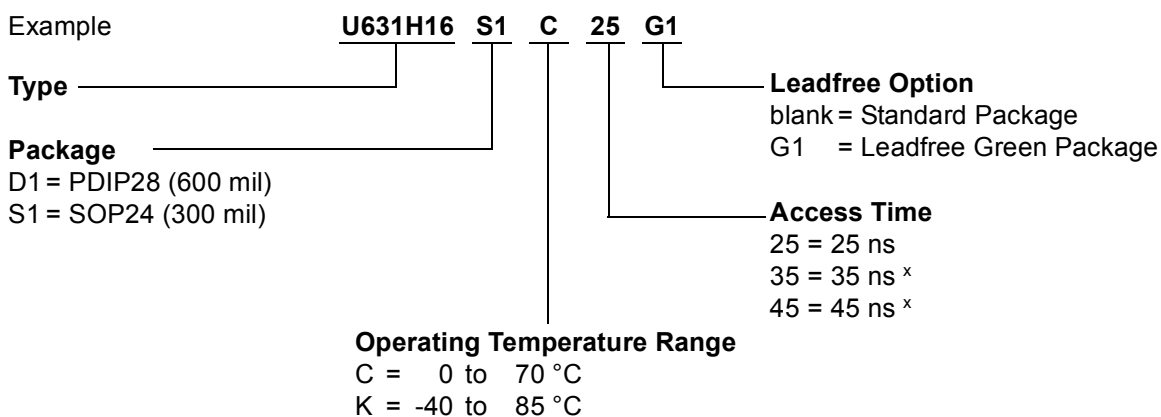 Example U631H16 S1 C 25 G1
Type
Package
D1 = PDIP28 (600 mil)
S1 = SOP24 (300 mil)
Leadfree Option
blank = Standard Package
G1 = Leadfree Green Package
Access Time
25 = 25 ns
35 = 35 ns ˣ
45 = 45 ns ˣ
Operating Temperature Range
C = 0 to 70 °C
K = -40 to 85 °C